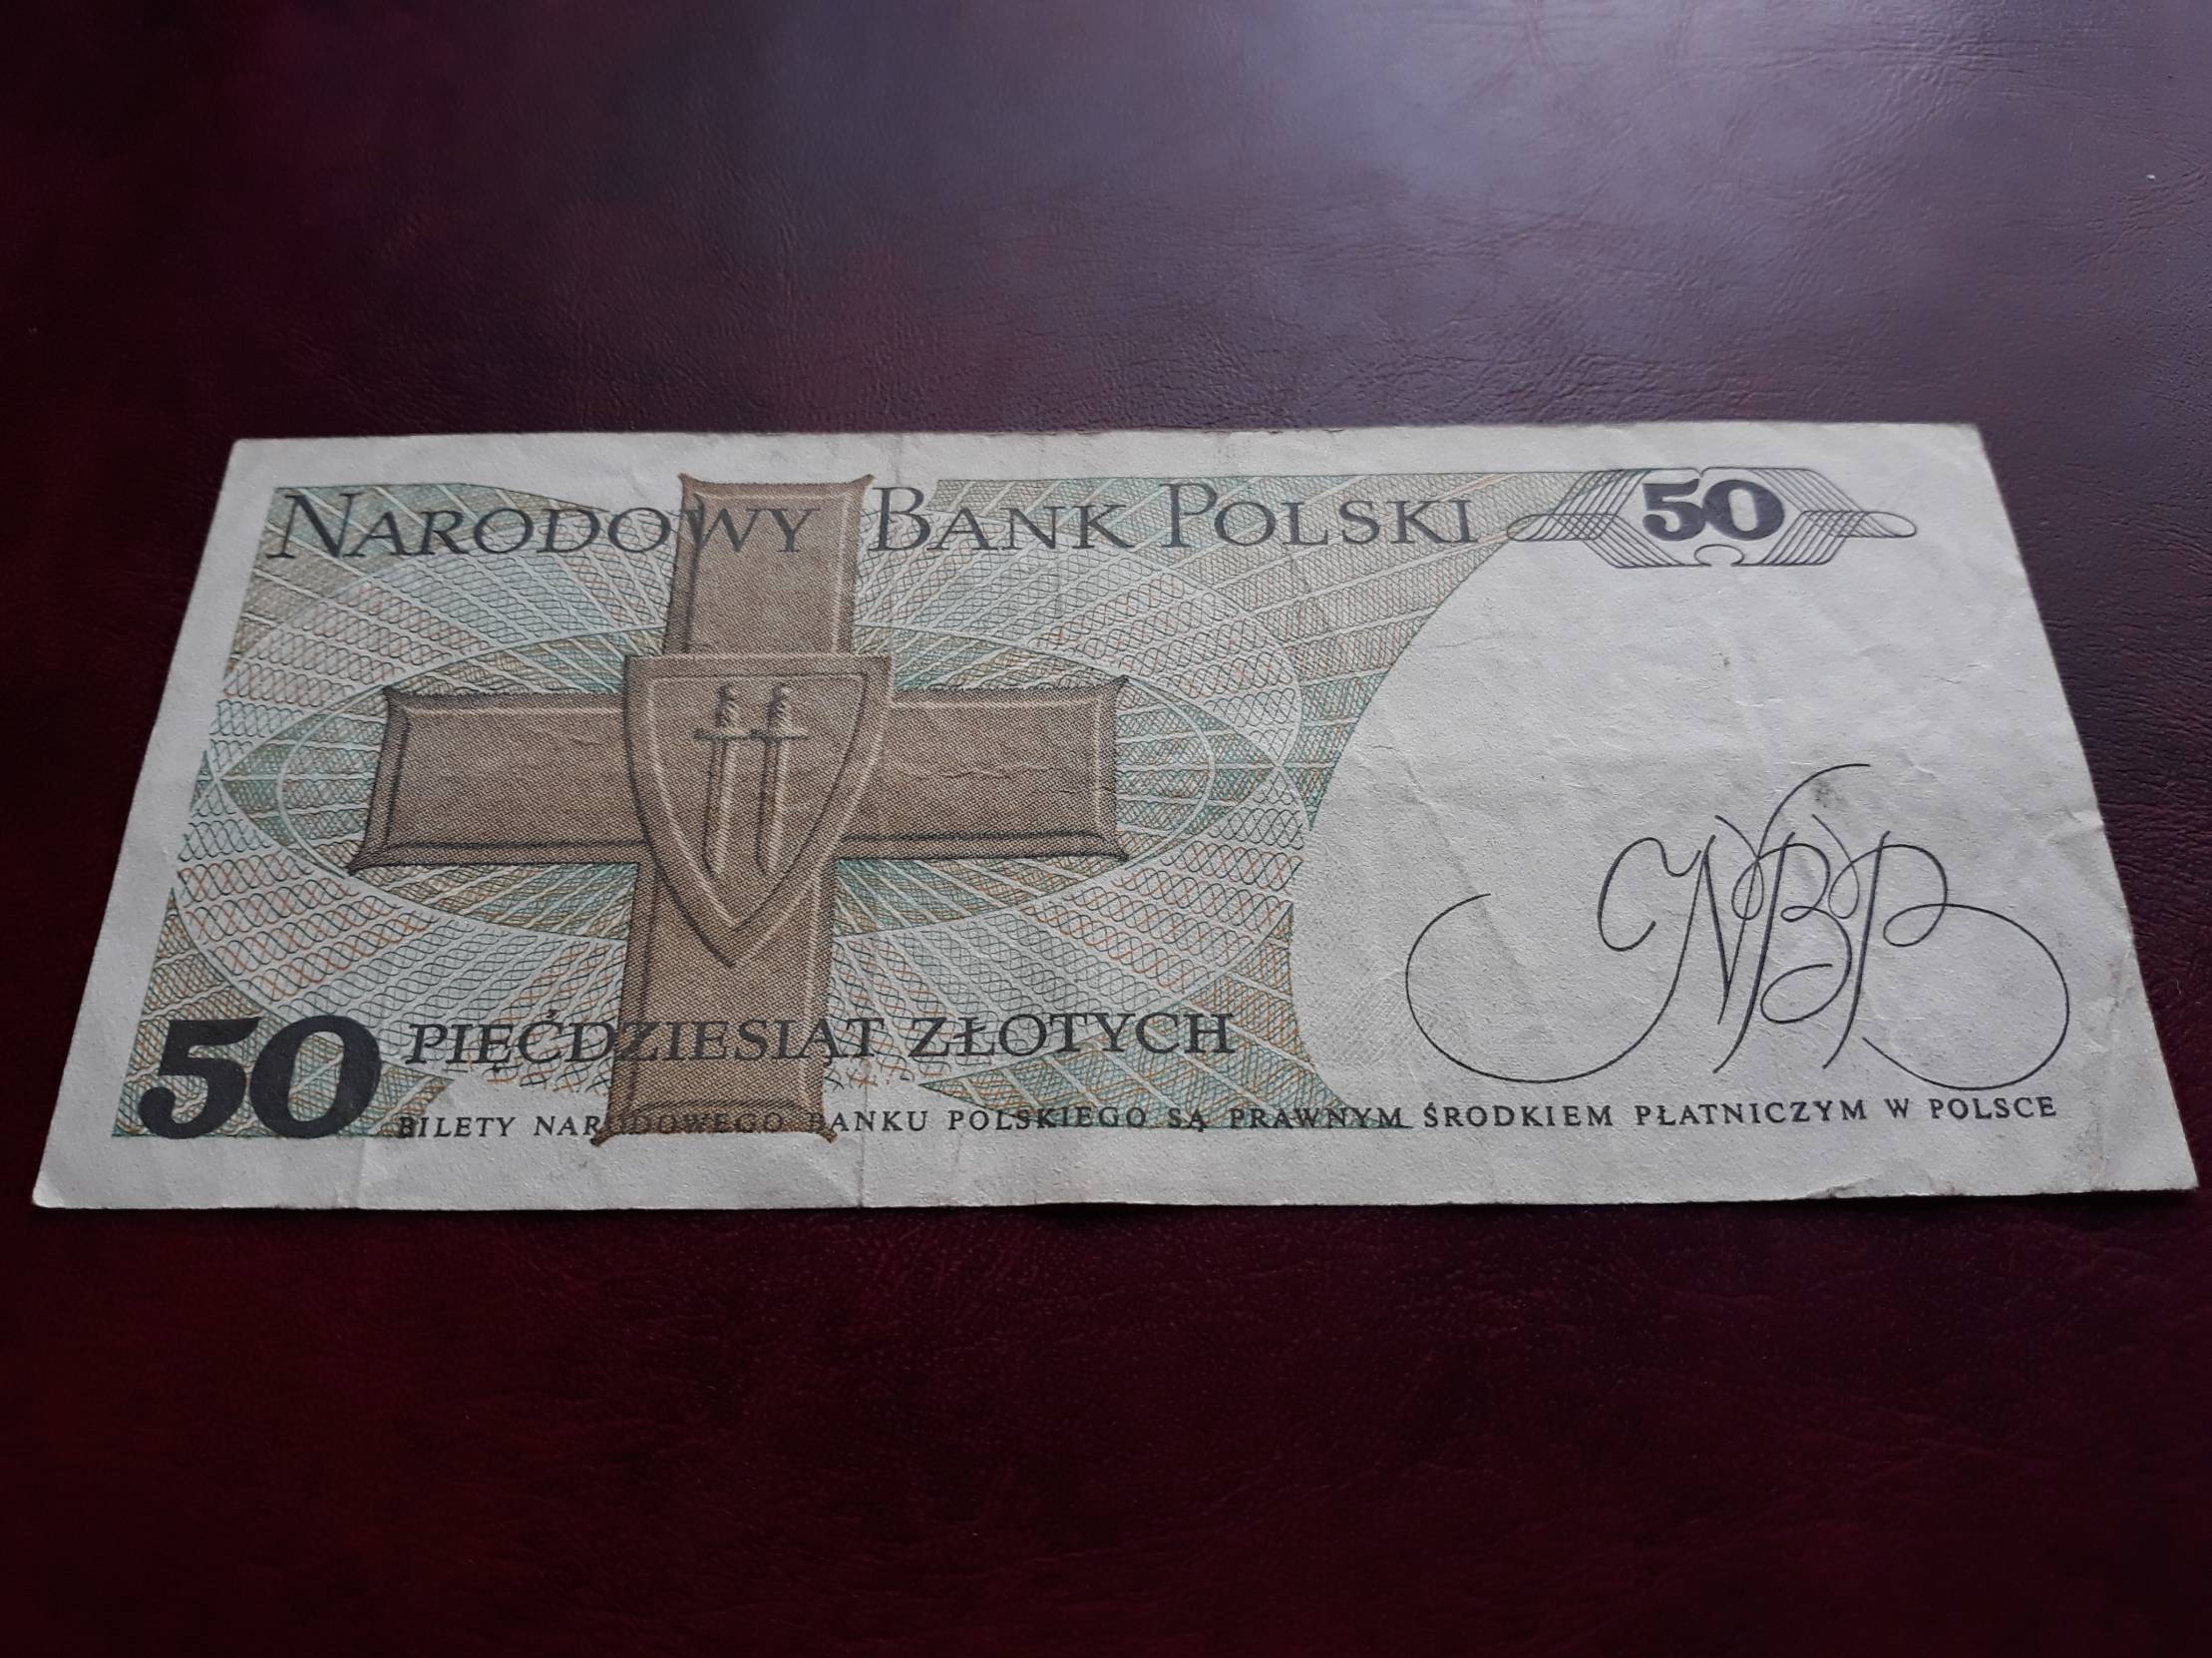 NARODOWY BANK POLSKI 50
NBP
50 PIĘĆDZIESIĄT ZŁOTYCH
BILETY NARODOWEGO BANKU POLSKIEGO SĄ PRAWNYM ŚRODKIEM PŁATNICZYM W POLSCE